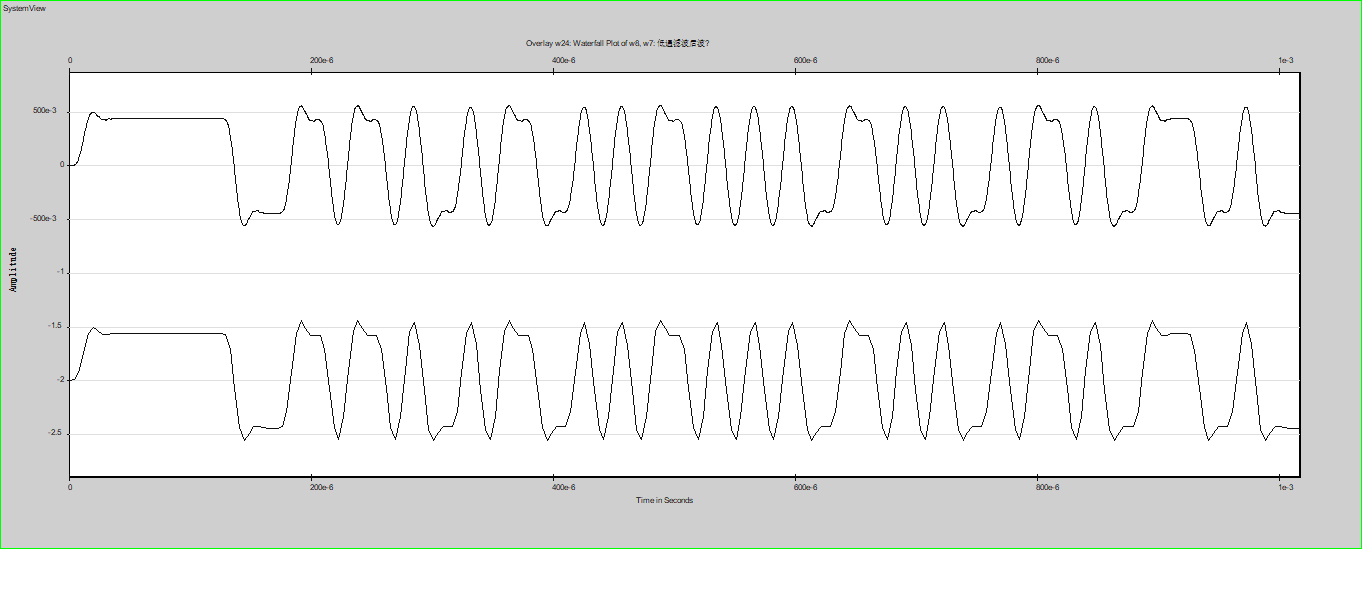 SystemView
Overlay w24: Waterfall Plot of w8, w7: 低通滤波后波?
0 200e-6 400e-6 600e-6 800e-6 1e-3
500e-3
0
-500e-3
-1
-1.5
-2
-2.5
Amplitude
0 200e-6 400e-6 600e-6 800e-6 1e-3
Time in Seconds